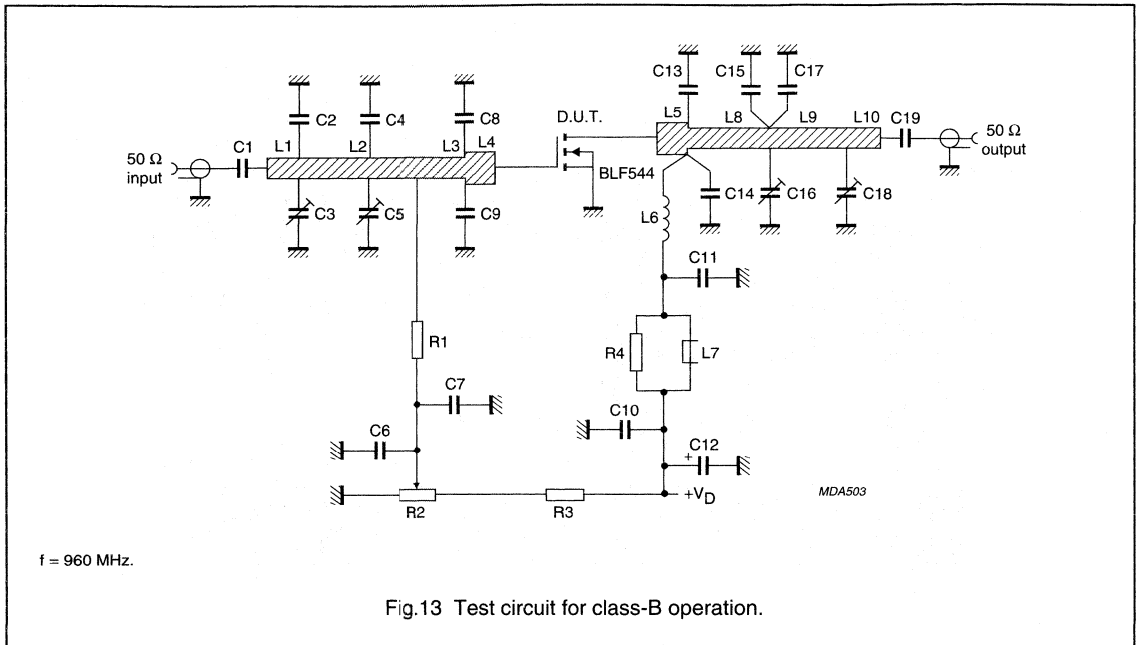 C13 C15 C17
C2 C4 C8 D.U.T. L5 L8 L9 L10 C19
50 Ω input C1 L1 L2 L3 L4 50 Ω output
BLF544
C3 C5 C9 L6 C14 C16 C18
C11
R1 R4 L7
C7
C6 C10 C12
+
R2 R3 +VD MDA503
f = 960 MHz.
Fig.13 Test circuit for class-B operation.